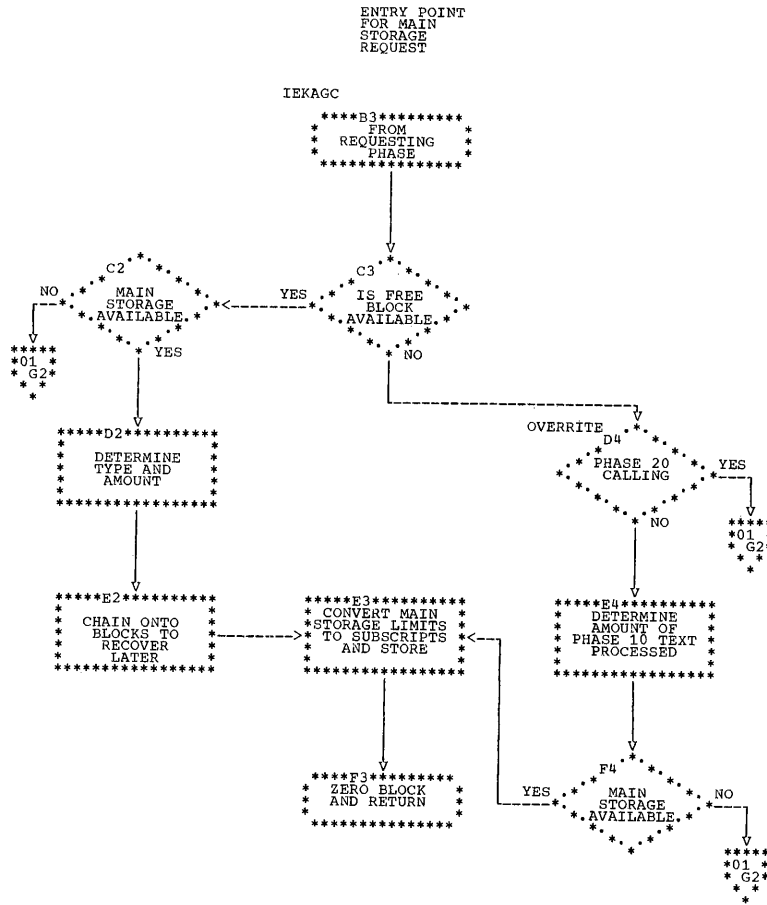 ENTRY POINT
FOR MAIN
STORAGE
REQUEST
IEKAGC
B3
FROM
REQUESTING
PHASE
C2
MAIN
STORAGE
AVAILABLE
NO
YES
C3
IS FREE
BLOCK
AVAILABLE
YES
NO
01
G2
D2
DETERMINE
TYPE AND
AMOUNT
OVERRITE
D4
PHASE 20
CALLING
YES
NO
01
G2
E2
CHAIN ONTO
BLOCKS TO
RECOVER
LATER
E3
CONVERT MAIN
STORAGE LIMITS
TO SUBSCRIPTS
AND STORE
E4
DETERMINE
AMOUNT OF
PHASE 10 TEXT
PROCESSED
F3
ZERO BLOCK
AND RETURN
F4
MAIN
STORAGE
AVAILABLE
YES
NO
01
G2